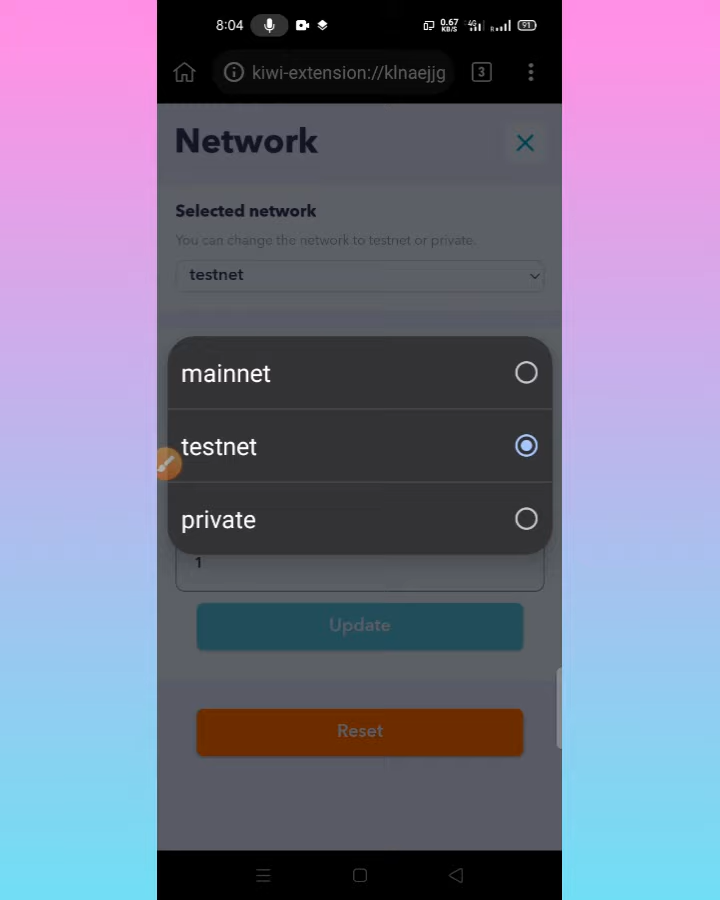 8:04
0.67
KB/S
4G
R
91
kiwi-extension://klnaejjg
3
Network
Selected network
You can change the network to testnet or private.
testnet
mainnet
testnet
private
1
Update
Reset